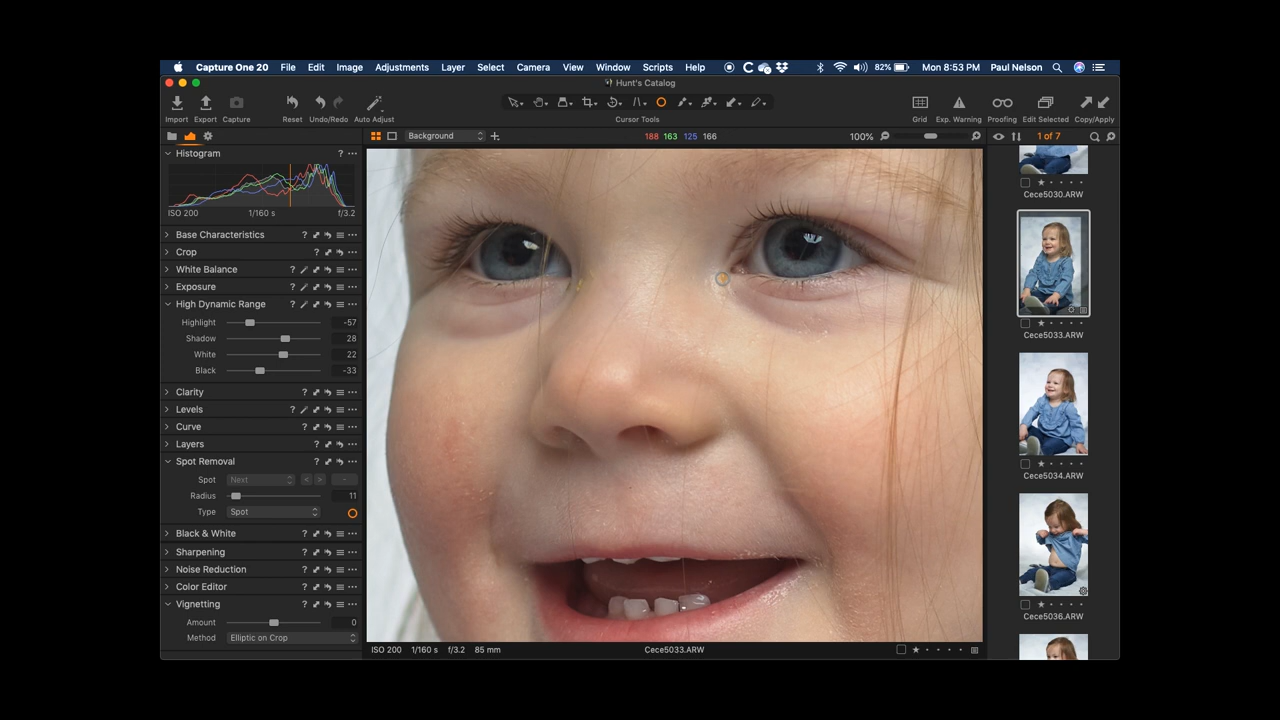 Capture One 20 File Edit Image Adjustments Layer Select Camera View Window Scripts Help 82% Mon 8:53 PM Paul Nelson
Hunt's Catalog
Import Export Capture Reset Undo/Redo Auto Adjust Cursor Tools Grid Exp. Warning Proofing Edit Selected Copy/Apply
Background 188 163 125 166 100% 1 of 7
Histogram ?
ISO 200 1/160 s f/3.2
Base Characteristics ?
Crop ?
White Balance ?
Exposure ?
High Dynamic Range ?
Highlight -57
Shadow 28
White 22
Black -33
Clarity ?
Levels ?
Curve ?
Layers ?
Spot Removal ?
Spot Next < > -
Radius 11
Type Spot
Black & White ?
Sharpening ?
Noise Reduction ?
Color Editor ?
Vignetting ?
Amount 0
Method Elliptic on Crop
ISO 200 1/160 s f/3.2 85 mm Cece5033.ARW
Cece5030.ARW
Cece5033.ARW
Cece5034.ARW
Cece5036.ARW